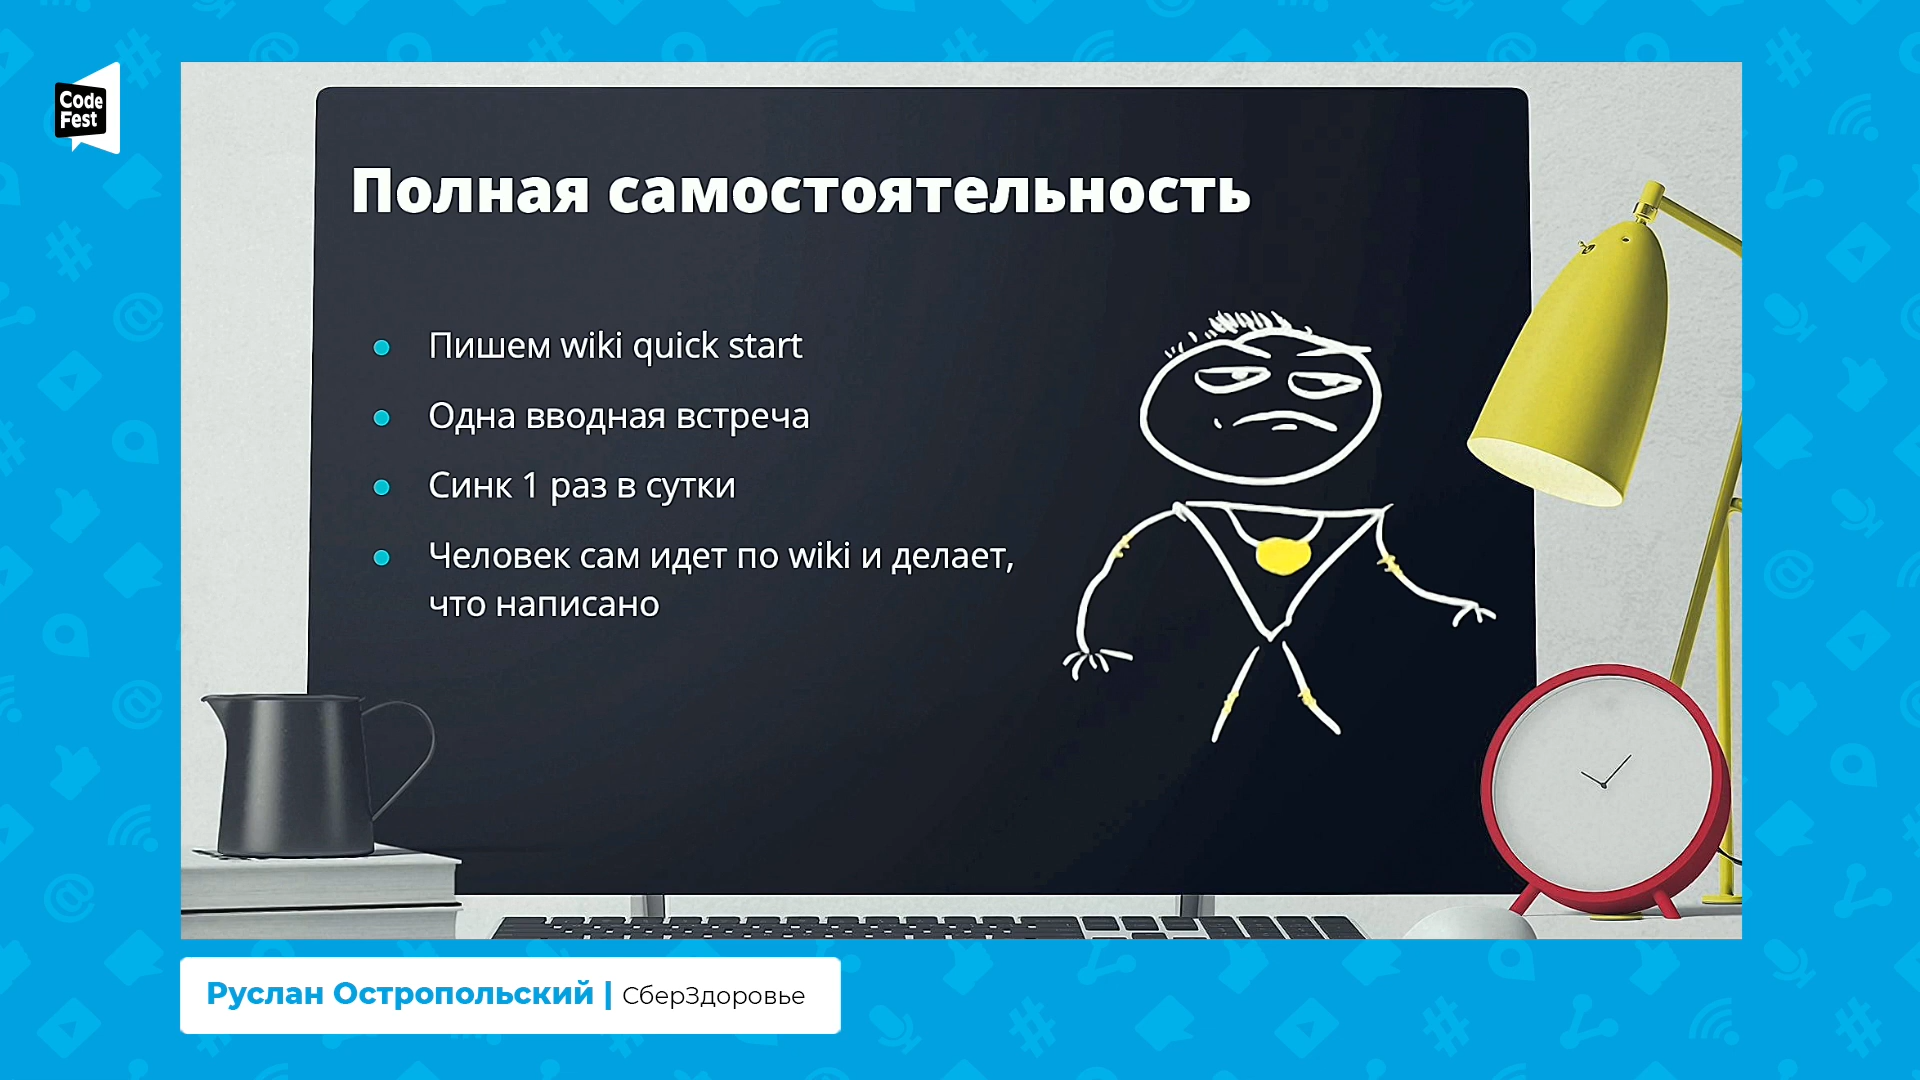 Code
Fest
Полная самостоятельность
Пишем wiki quick start
Одна вводная встреча
Синк 1 раз в сутки
Человек сам идет по wiki и делает,
что написано
Руслан Остропольский | СберЗдоровье